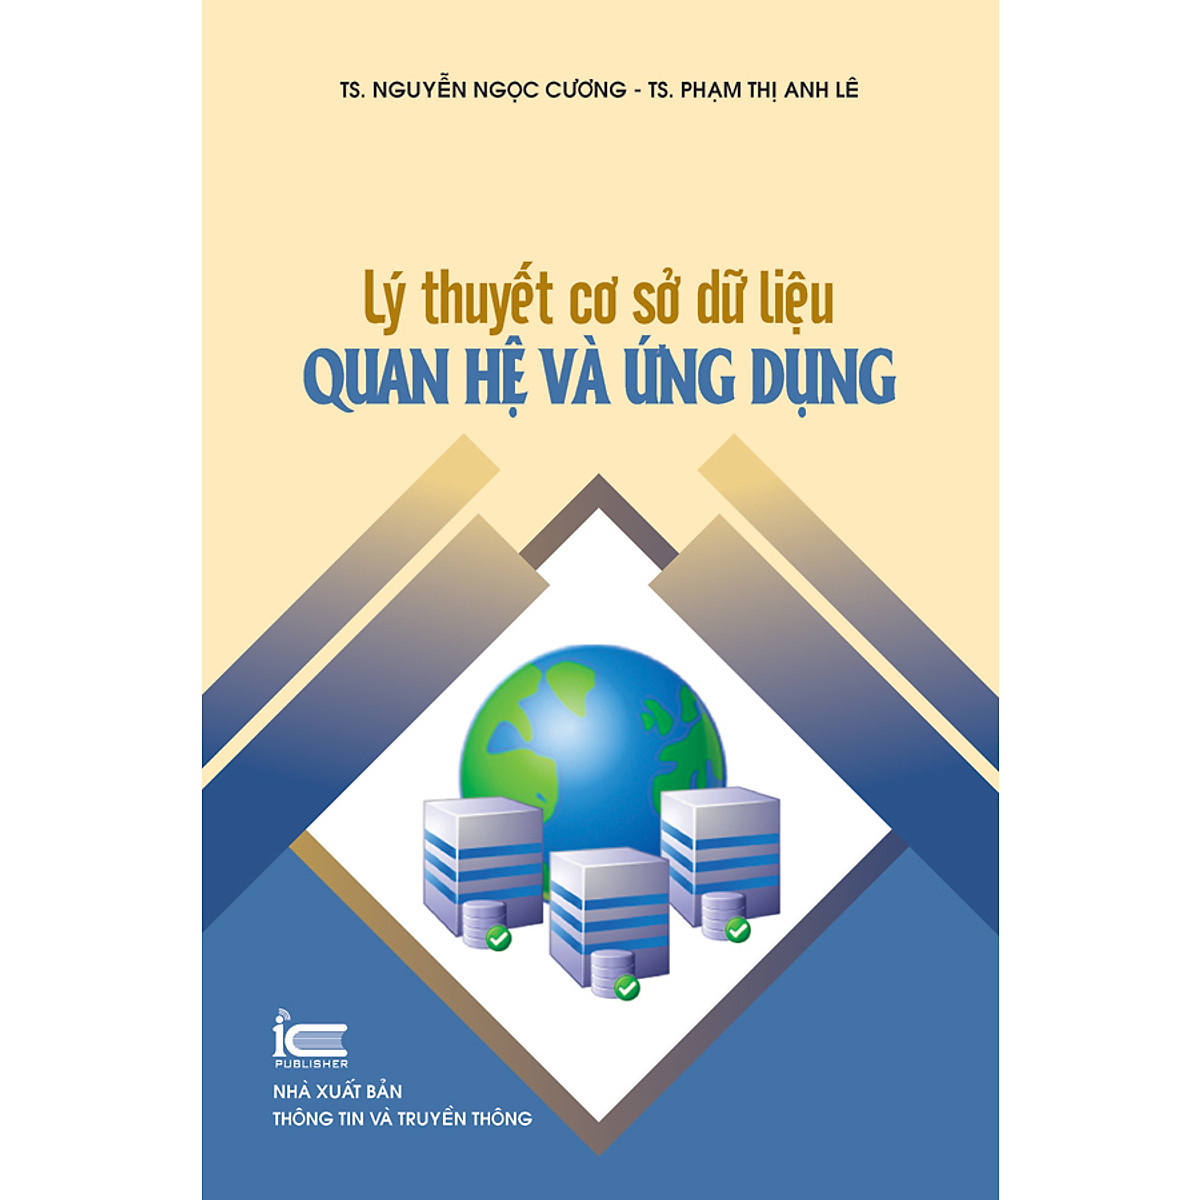 TS. NGUYỄN NGỌC CƯƠNG - TS. PHẠM THỊ ANH LÊ
Lý thuyết cơ sở dữ liệu
QUAN HỆ VÀ ỨNG DỤNG
iC
PUBLISHER
NHÀ XUẤT BẢN
THÔNG TIN VÀ TRUYỀN THÔNG